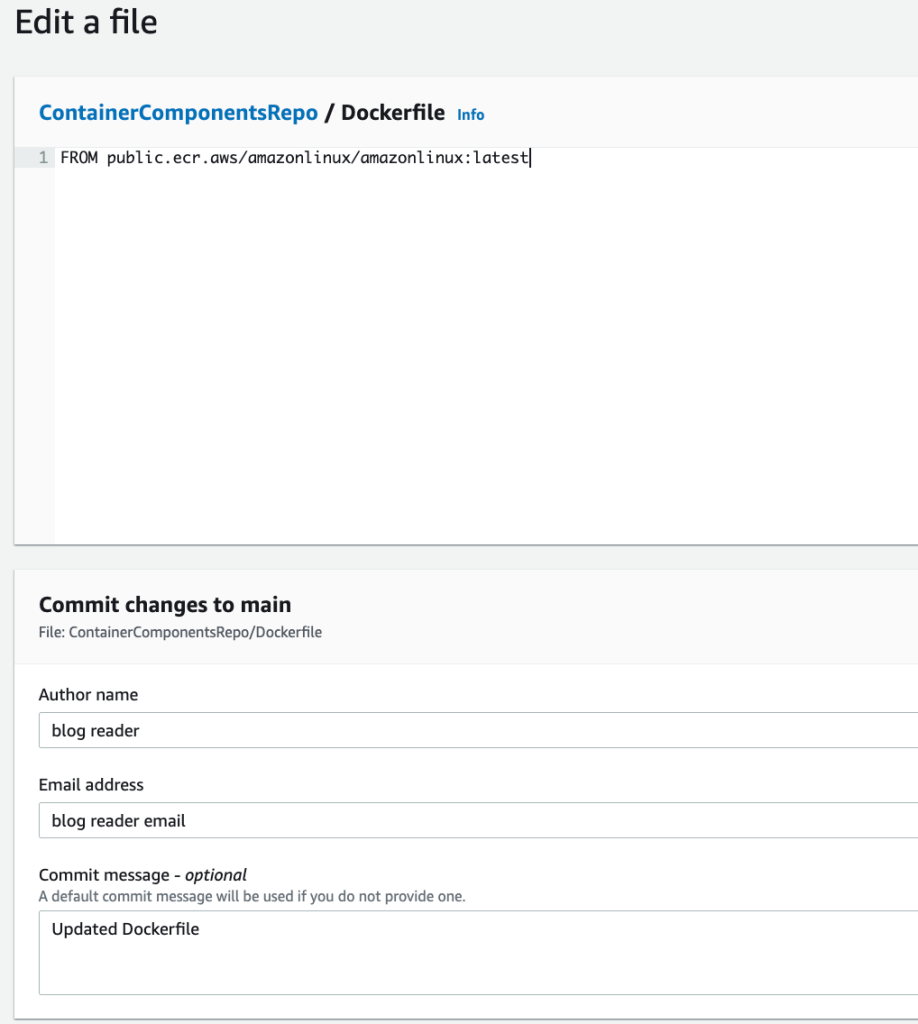 Edit a file
ContainerComponentsRepo / Dockerfile Info
1 FROM public.ecr.aws/amazonlinux/amazonlinux:latest
Commit changes to main
File: ContainerComponentsRepo/Dockerfile
Author name
blog reader
Email address
blog reader email
Commit message - optional
A default commit message will be used if you do not provide one.
Updated Dockerfile